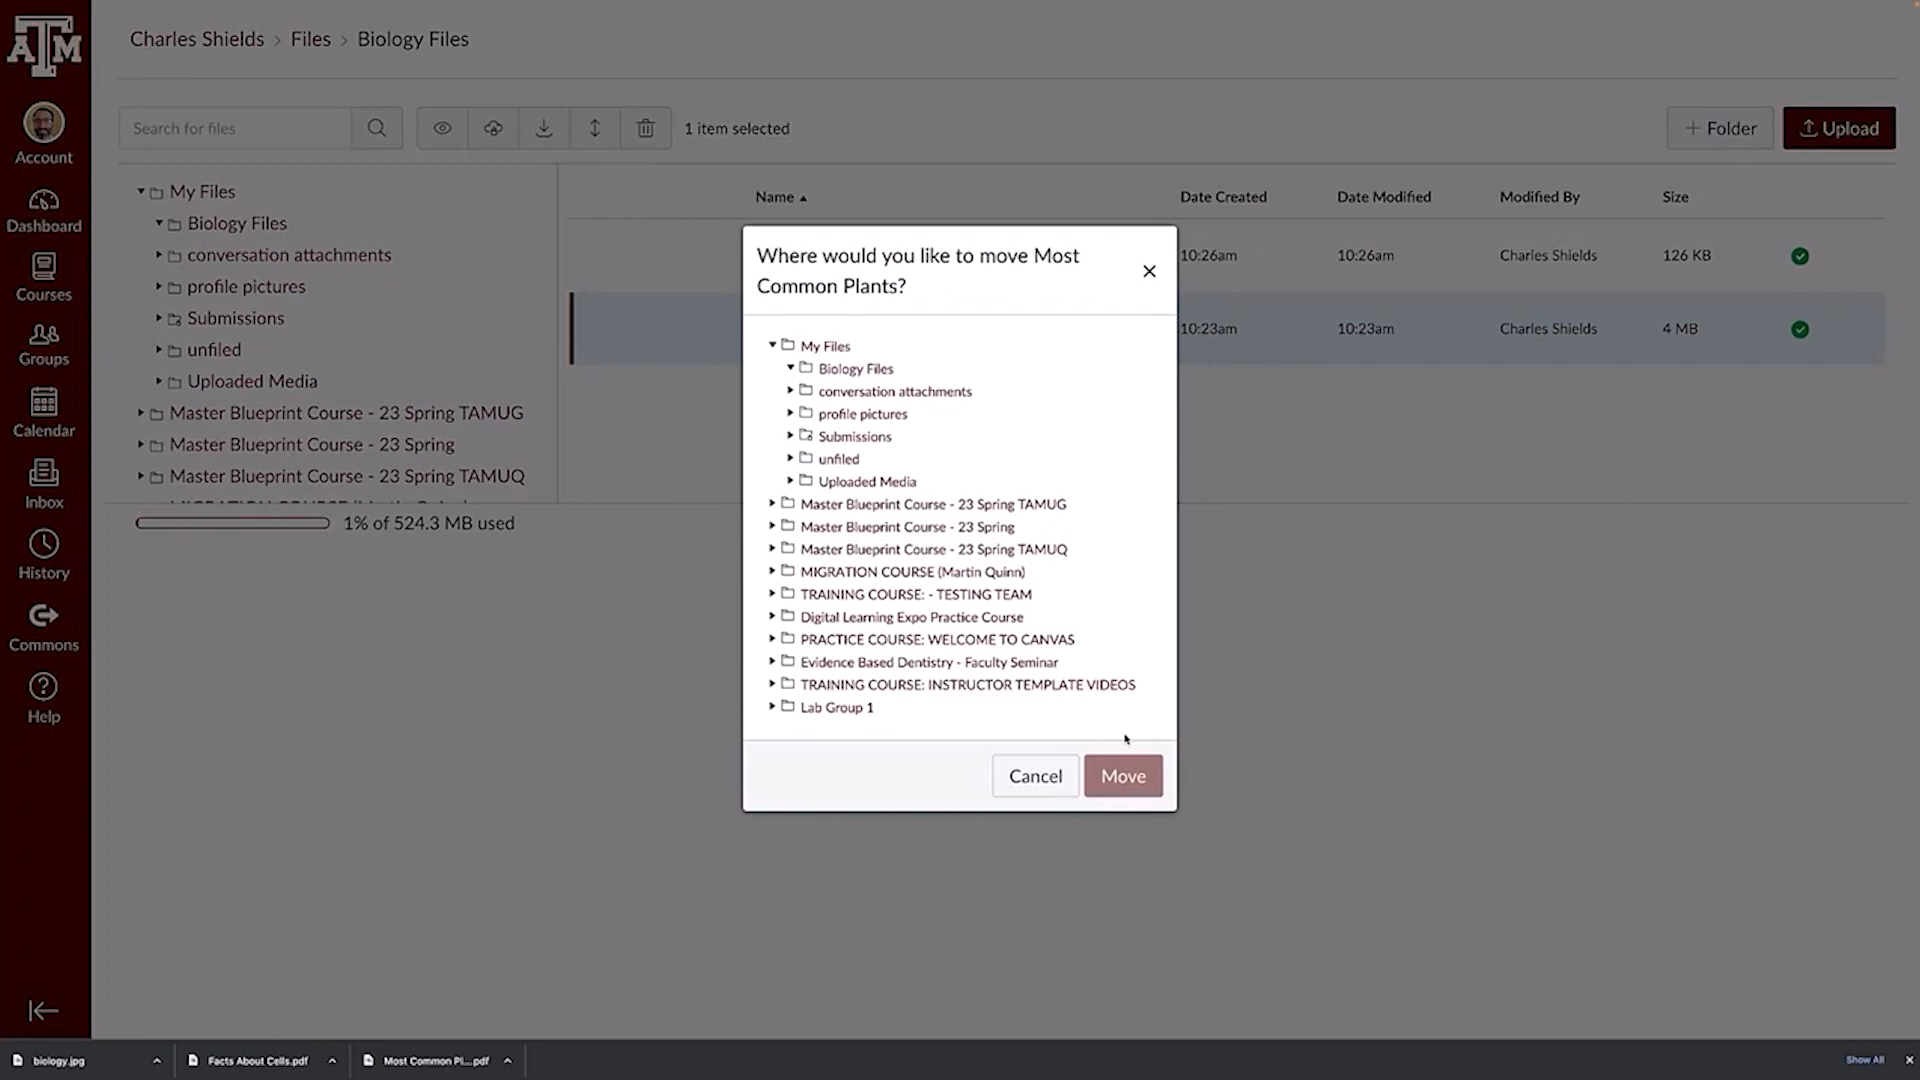 Charles Shields > Files > Biology Files
ATM
Account
Dashboard
Courses
Groups
Calendar
Inbox
History
Commons
Help
Search for files
1 item selected
+ Folder
Upload
My Files
Biology Files
conversation attachments
profile pictures
Submissions
unfiled
Uploaded Media
Master Blueprint Course - 23 Spring TAMUG
Master Blueprint Course - 23 Spring
Master Blueprint Course - 23 Spring TAMUQ
1% of 524.3 MB used
Name Date Created Date Modified Modified By Size
10:26am 10:26am Charles Shields 126 KB
10:23am 10:23am Charles Shields 4 MB
Where would you like to move Most
Common Plants?
My Files
Biology Files
conversation attachments
profile pictures
Submissions
unfiled
Uploaded Media
Master Blueprint Course - 23 Spring TAMUG
Master Blueprint Course - 23 Spring
Master Blueprint Course - 23 Spring TAMUQ
MIGRATION COURSE (Martin Quinn)
TRAINING COURSE: - TESTING TEAM
Digital Learning Expo Practice Course
PRACTICE COURSE: WELCOME TO CANVAS
Evidence Based Dentistry - Faculty Seminar
TRAINING COURSE: INSTRUCTOR TEMPLATE VIDEOS
Lab Group 1
Cancel Move
biology.jpg Facts About Cells.pdf Most Common Pl....pdf Show All